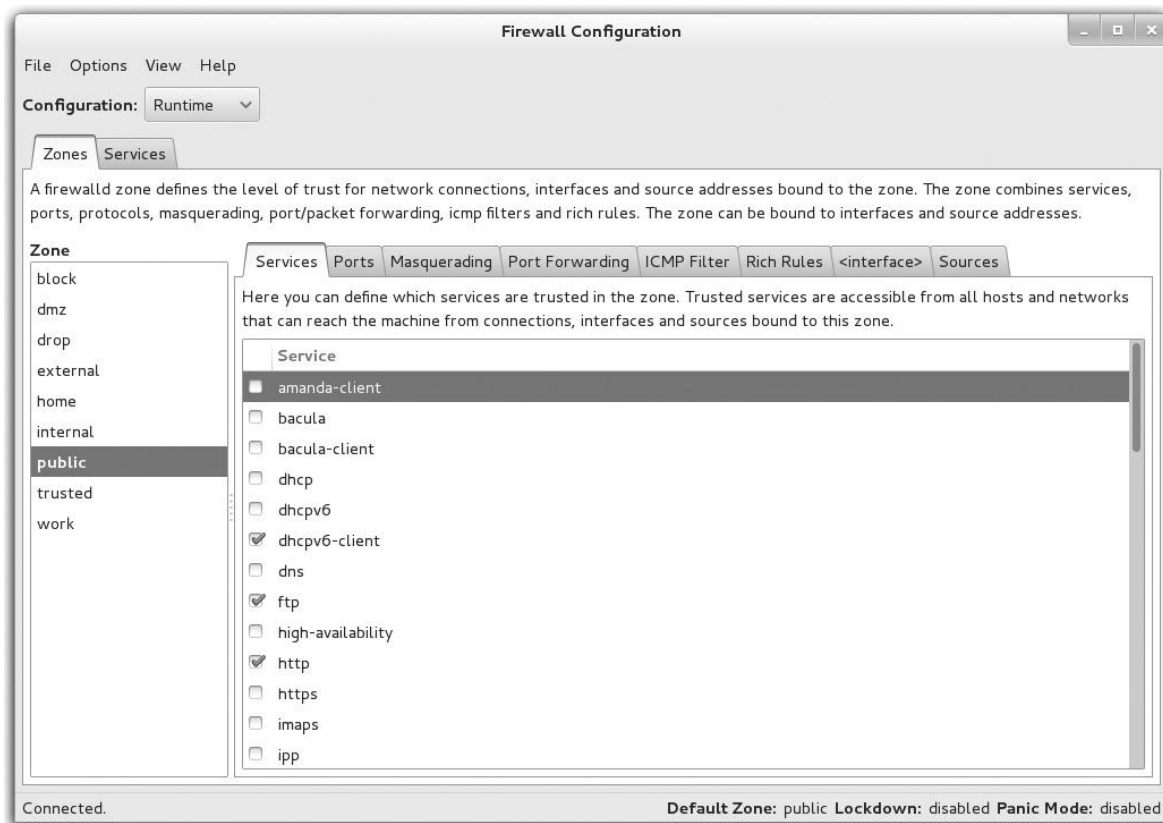 Firewall Configuration
File Options View Help
Configuration: Runtime
Zones Services
A firewalld zone defines the level of trust for network connections, interfaces and source addresses bound to the zone. The zone combines services,
ports, protocols, masquerading, port/packet forwarding, icmp filters and rich rules. The zone can be bound to interfaces and source addresses.
Zone
block
dmz
drop
external
home
internal
public
trusted
work
Services Ports Masquerading Port Forwarding ICMP Filter Rich Rules <interface> Sources
Here you can define which services are trusted in the zone. Trusted services are accessible from all hosts and networks
that can reach the machine from connections, interfaces and sources bound to this zone.
Service
amanda-client
bacula
bacula-client
dhcp
dhcpv6
dhcpv6-client
dns
ftp
high-availability
http
https
imaps
ipp
Connected.
Default Zone: public Lockdown: disabled Panic Mode: disabled